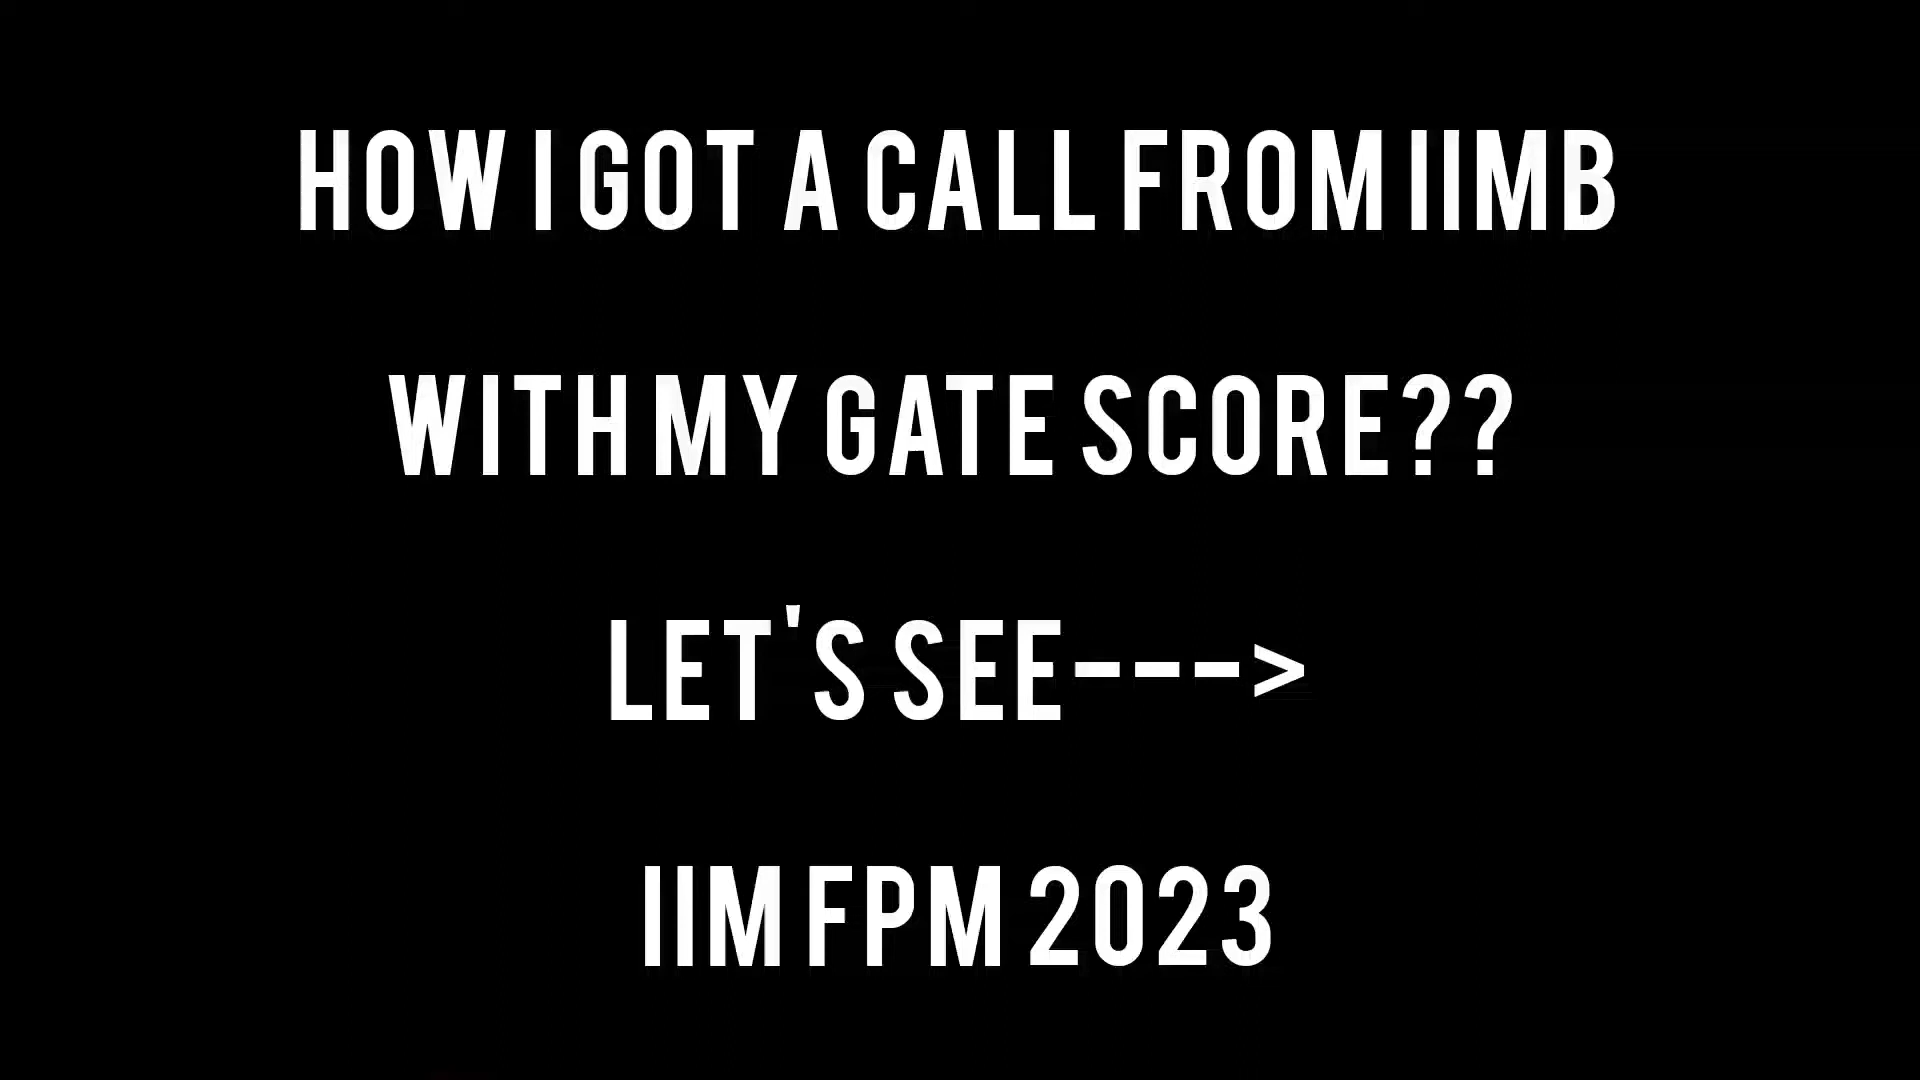 HOW I GOT A CALL FROM IIMB
WITH MY GATE SCORE??
LET'S SEE--->
IIM FPM 2023